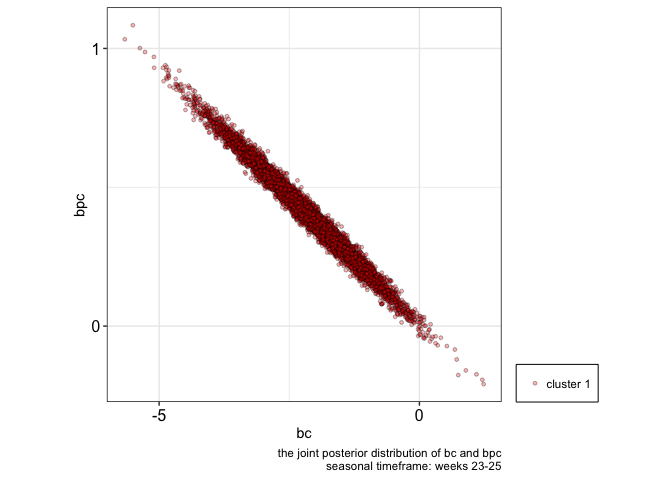 1
0
bpc
-5
0
bc
cluster 1
the joint posterior distribution of bc and bpc
seasonal timeframe: weeks 23-25